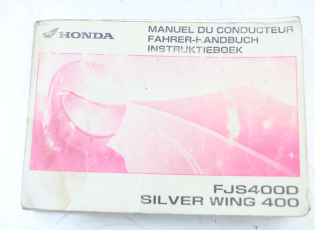 HONDA
MANUEL DU CONDUCTEUR
FAHRER-HANDBUCH
INSTRUKTIEBOEK
FJS400D
SILVER WING 400